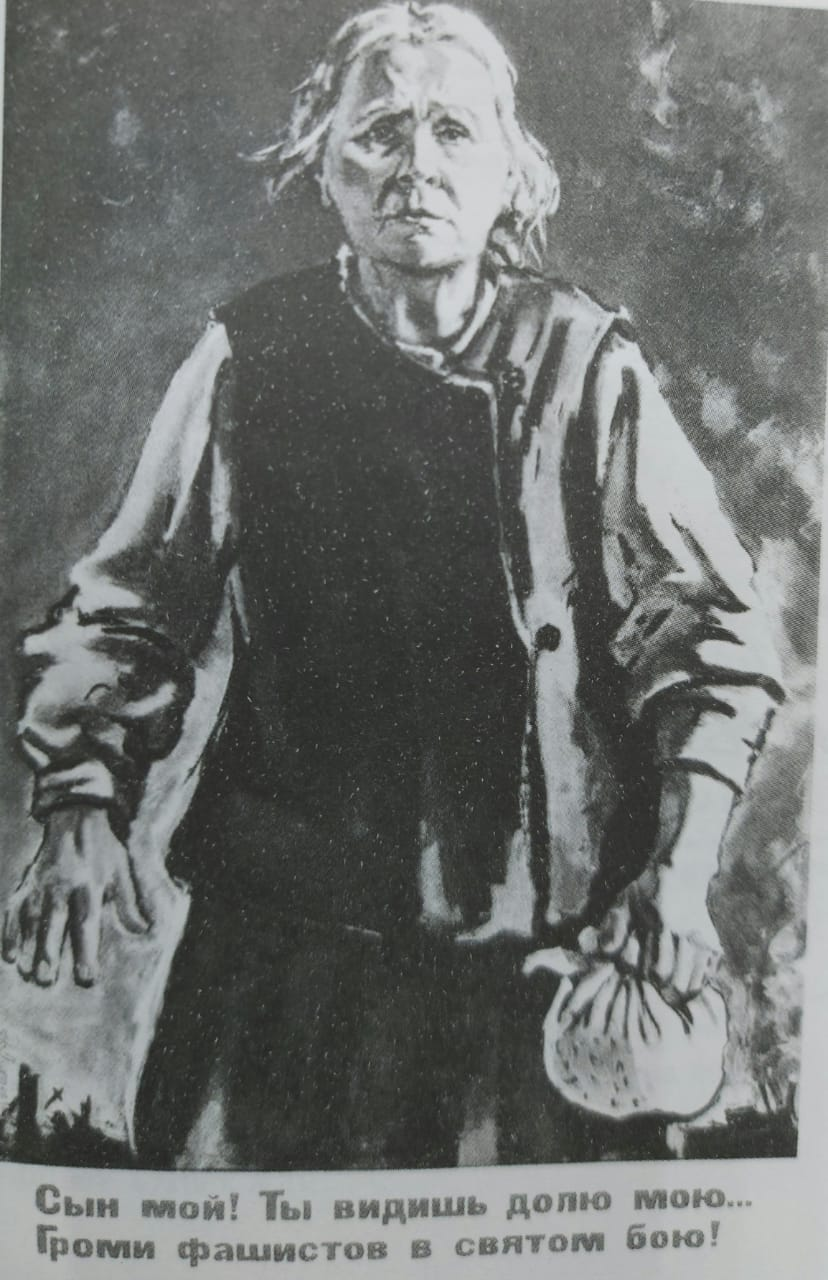 Сын мой! Ты видишь долю мою...
Громи фашистов в святом бою!